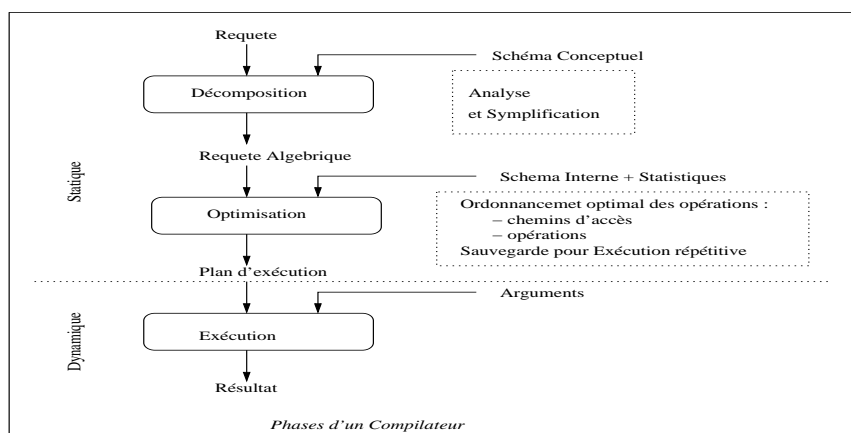 Requete
Schéma Conceptuel
Décomposition
Analyse
et Symplification
Requete Algebrique
Statique
Schema Interne + Statistiques
Optimisation
Ordonnancemet optimal des opérations :
– chemins d'accès
– opérations
Sauvegarde pour Exécution répétitive
Plan d'exécution
Arguments
Dynamique
Exécution
Résultat
Phases d'un Compilateur